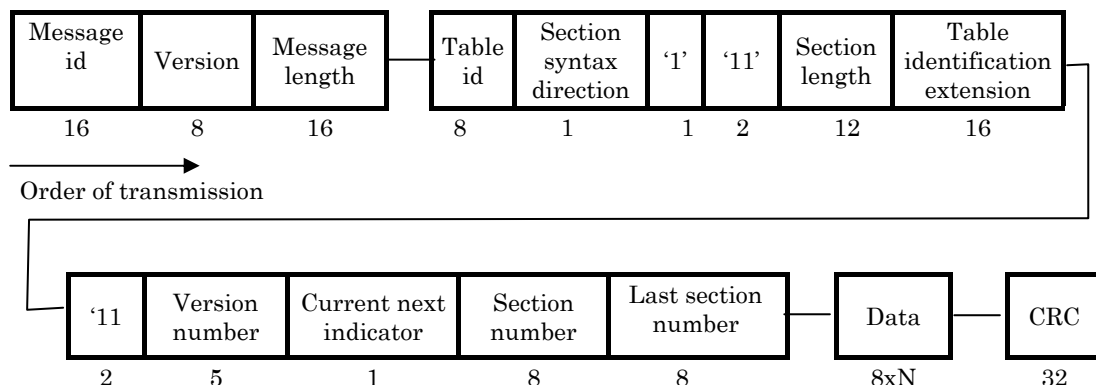 Message id Version Message length Table id Section syntax direction ‘1’ ‘11’ Section length Table identification extension
16 8 16 8 1 1 2 12 16
Order of transmission
‘11 Version number Current next indicator Section number Last section number Data CRC
2 5 1 8 8 8xN 32